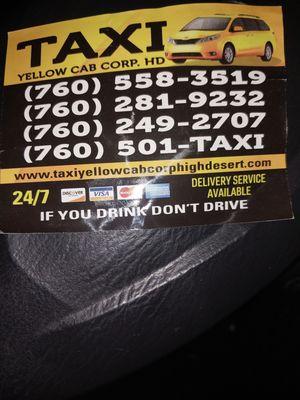 TAXI
YELLOW CAB CORP. HD
(760) 558-3519
(760) 281-9232
(760) 249-2707
(760) 501-TAXI
www.taxiyellowcabcorphighdesert.com
24/7 DISCOVER VISA DELIVERY SERVICE
AVAILABLE
IF YOU DRINK DON'T DRIVE